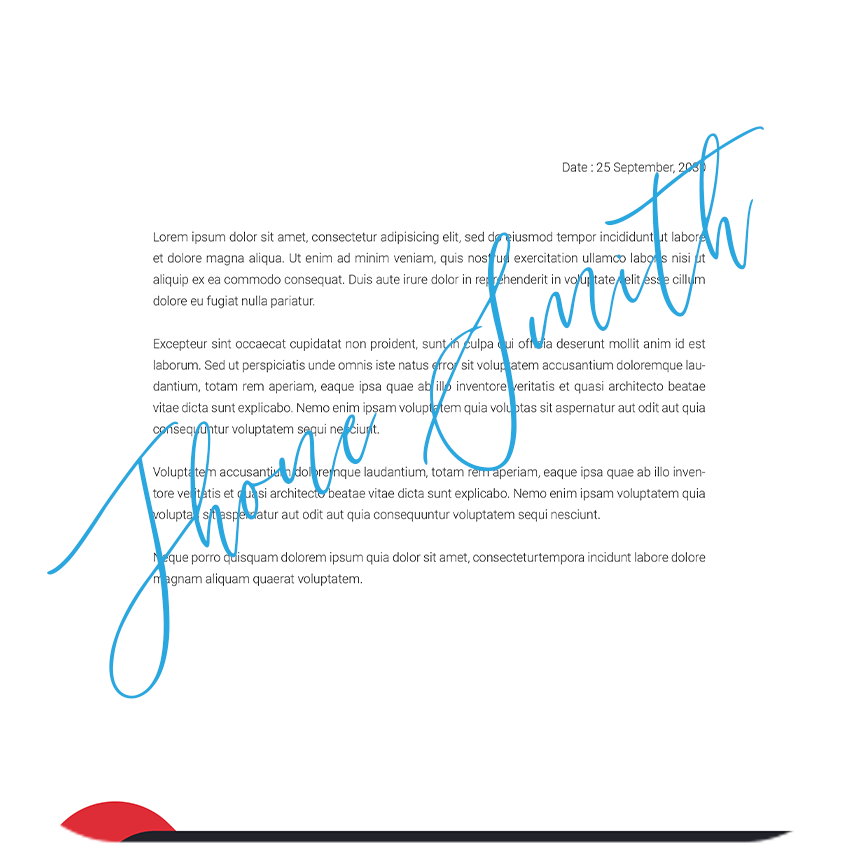 Date : 25 September, 2030
Lorem ipsum dolor sit amet, consectetur adipisicing elit, sed do eiusmod tempor incididunt ut labore
et dolore magna aliqua. Ut enim ad minim veniam, quis nostrud exercitation ullamco laboris nisi ut
aliquip ex ea commodo consequat. Duis aute irure dolor in reprehenderit in voluptate velit esse cillum
dolore eu fugiat nulla pariatur.
Excepteur sint occaecat cupidatat non proident, sunt in culpa qui officia deserunt mollit anim id est
laborum. Sed ut perspiciatis unde omnis iste natus error sit voluptatem accusantium doloremque lau-
dantium, totam rem aperiam, eaque ipsa quae ab illo inventore veritatis et quasi architecto beatae
vitae dicta sunt explicabo. Nemo enim ipsam voluptatem quia voluptas sit aspernatur aut odit aut quia
consequuntur voluptatem sequi nesciunt.
Voluptatem accusantium doloremque laudantium, totam rem aperiam, eaque ipsa quae ab illo inven-
tore veritatis et quasi architecto beatae vitae dicta sunt explicabo. Nemo enim ipsam voluptatem quia
voluptas sit aspernatur aut odit aut quia consequuntur voluptatem sequi nesciunt.
Neque porro quisquam dolorem ipsum quia dolor sit amet, consecteturtempora incidunt labore dolore
magnam aliquam quaerat voluptatem.
Jhone Smith